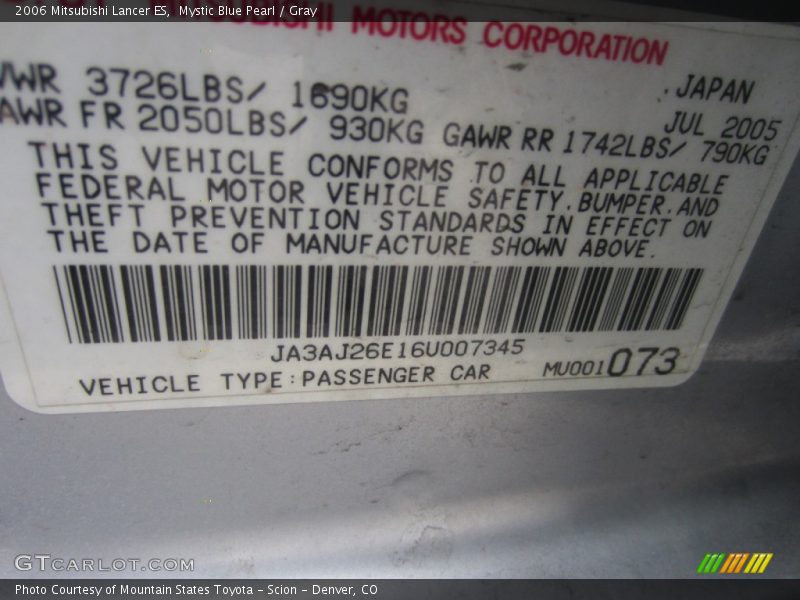 2006 Mitsubishi Lancer ES, Mystic Blue Pearl / Gray
MITSUBISHI MOTORS CORPORATION
VWR 3726LBS/ 1690KG JAPAN
AWR FR 2050LBS/ 930KG GAWR RR 1742LBS/ 790KG JUL 2005
THIS VEHICLE CONFORMS TO ALL APPLICABLE
FEDERAL MOTOR VEHICLE SAFETY, BUMPER, AND
THEFT PREVENTION STANDARDS IN EFFECT ON
THE DATE OF MANUFACTURE SHOWN ABOVE.
JA3AJ26E16U007345
VEHICLE TYPE:PASSENGER CAR MU001073
GTCARLOT.COM
Photo Courtesy of Mountain States Toyota - Scion - Denver, CO